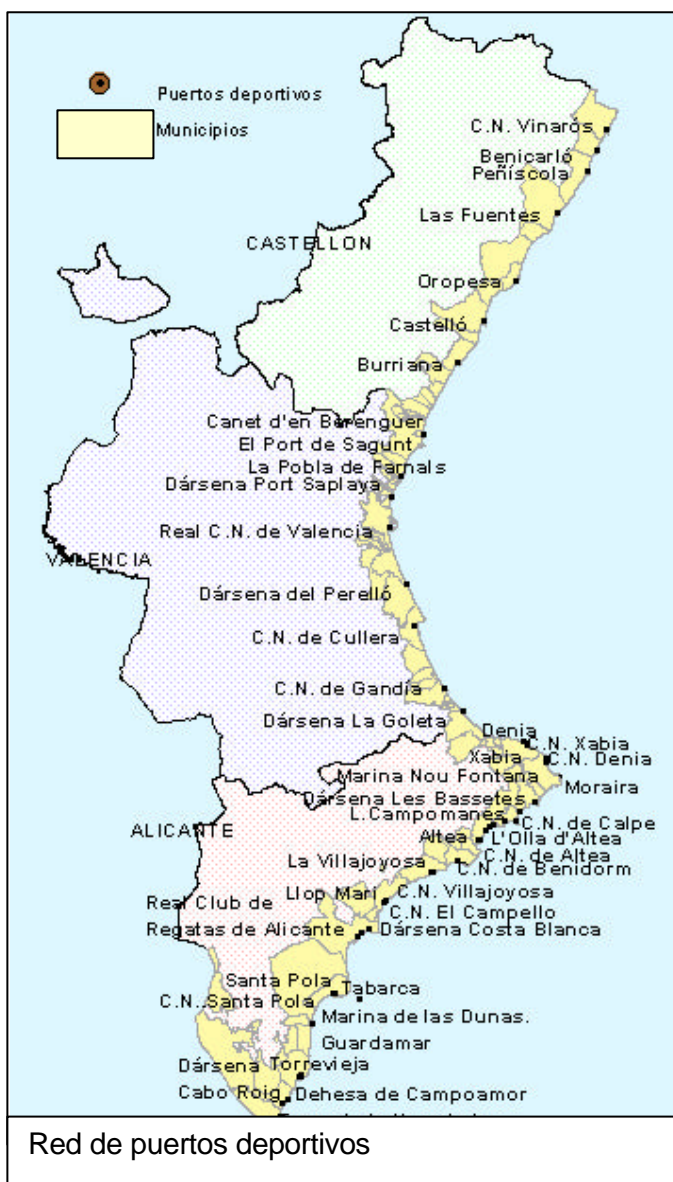 Puertos deportivos
Municipios
C.N. Vinarós
Benicarló
Peñíscola
Las Fuentes
CASTELLON
Oropesa
Castelló
Burriana
Canet d'en Berenguer
El Port de Sagunt
La Pobla de Farnals
Dársena Port Saplaya
Real C.N. de Valencia
VALENCIA
Dársena del Perelló
C.N. de Cullera
C.N. de Gandía
Dársena La Goleta
Denia
C.N. Xabia
Xabia
C.N. Denia
Marina Nou Fontana
Moraira
Dársena Les Bassetes
L.Campomanes
C.N. de Calpe
ALICANTE
Altea
L'Olla d'Altea
C.N. de Altea
La Villajoyosa
C.N. de Benidorm
Llop Marí
C.N. Villajoyosa
Real Club de
C.N. El Campello
Regatas de Alicante
Dársena Costa Blanca
Santa Pola
Tabarca
C.N. Santa Pola
Marina de las Dunas.
Guardamar
Dársena Torrevieja
Cabo Roig
Dehesa de Campoamor
Red de puertos deportivos